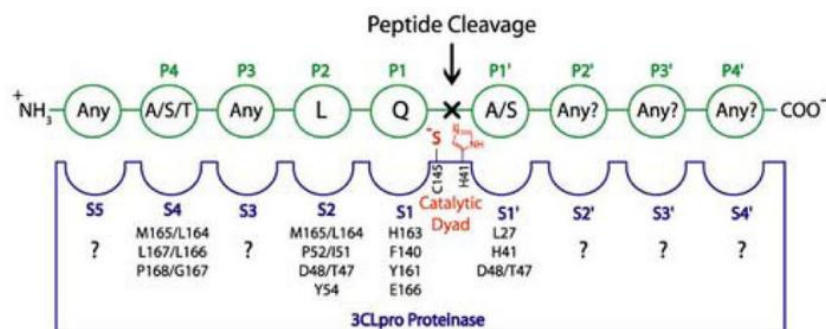 Peptide Cleavage
P4 P3 P2 P1 P1' P2' P3' P4'
+
NH3 Any A/S/T Any L Q X A/S Any? Any? Any? COO-
-S N NH
C145 H41
S5 S4 S3 S2 S1 Catalytic Dyad S1' S2' S3' S4'
? M165/L164 ? M165/L164 H163 L27 ? ? ?
L167/L166 P52/I51 F140 H41
P168/G167 D48/T47 Y161 D48/T47
Y54 E166
3CLpro Proteinase